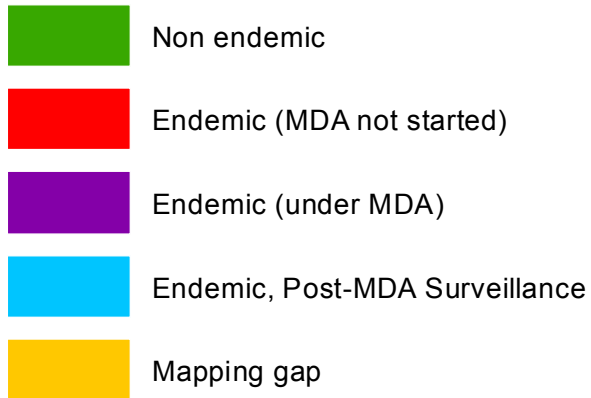 Non endemic
Endemic (MDA not started)
Endemic (under MDA)
Endemic, Post-MDA Surveillance
Mapping gap